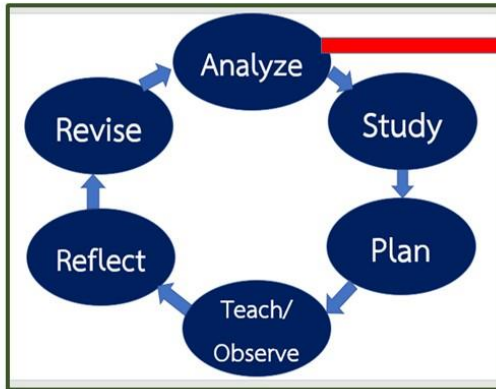 Analyze
Study
Plan
Teach/
Observe
Reflect
Revise